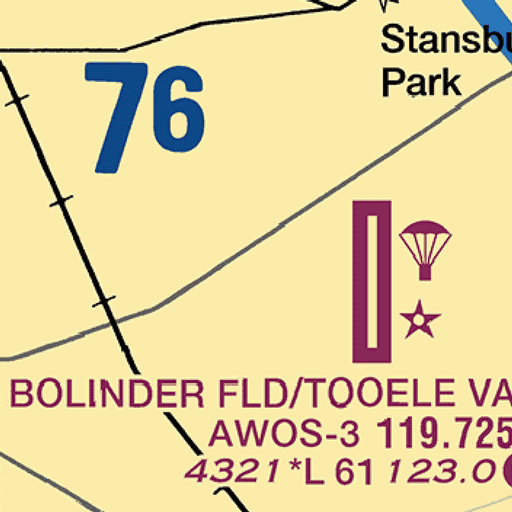 Stansbu
Park
76
BOLINDER FLD/TOOELE VA
AWOS-3 119.725
4321 *L 61 123.0